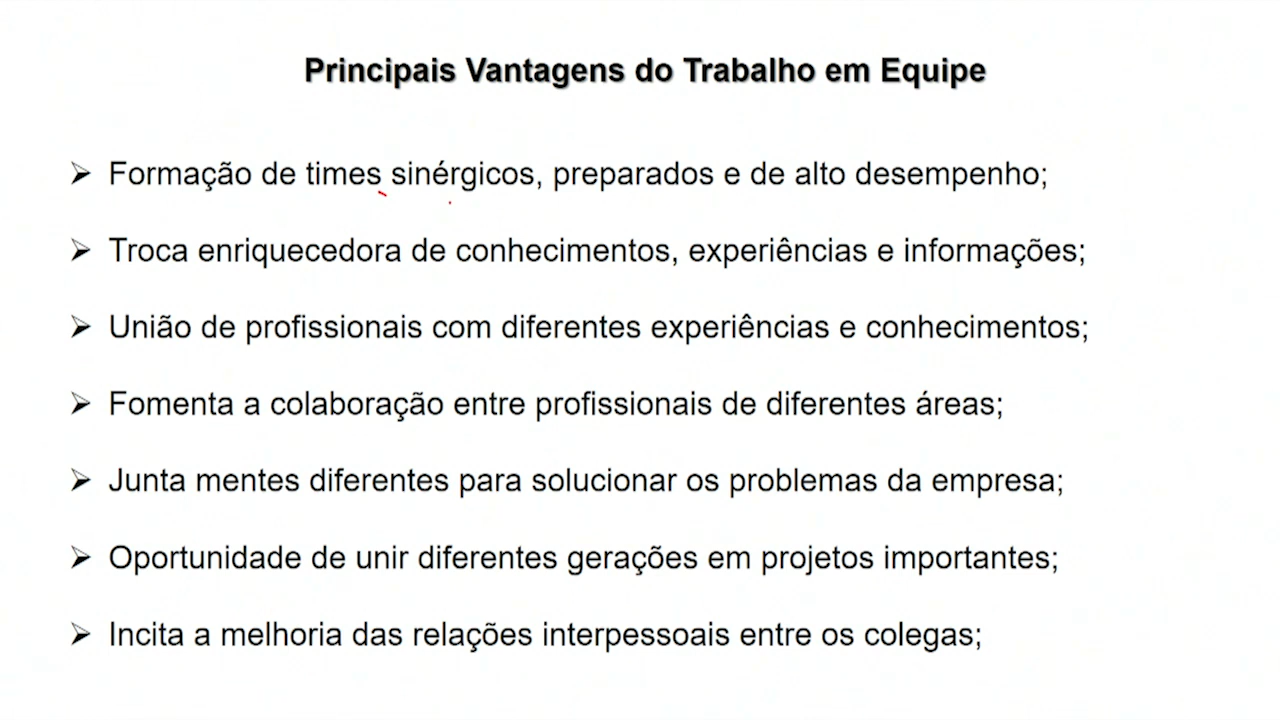 Principais Vantagens do Trabalho em Equipe
➢ Formação de times sinérgicos, preparados e de alto desempenho;
➢ Troca enriquecedora de conhecimentos, experiências e informações;
➢ União de profissionais com diferentes experiências e conhecimentos;
➢ Fomenta a colaboração entre profissionais de diferentes áreas;
➢ Junta mentes diferentes para solucionar os problemas da empresa;
➢ Oportunidade de unir diferentes gerações em projetos importantes;
➢ Incita a melhoria das relações interpessoais entre os colegas;